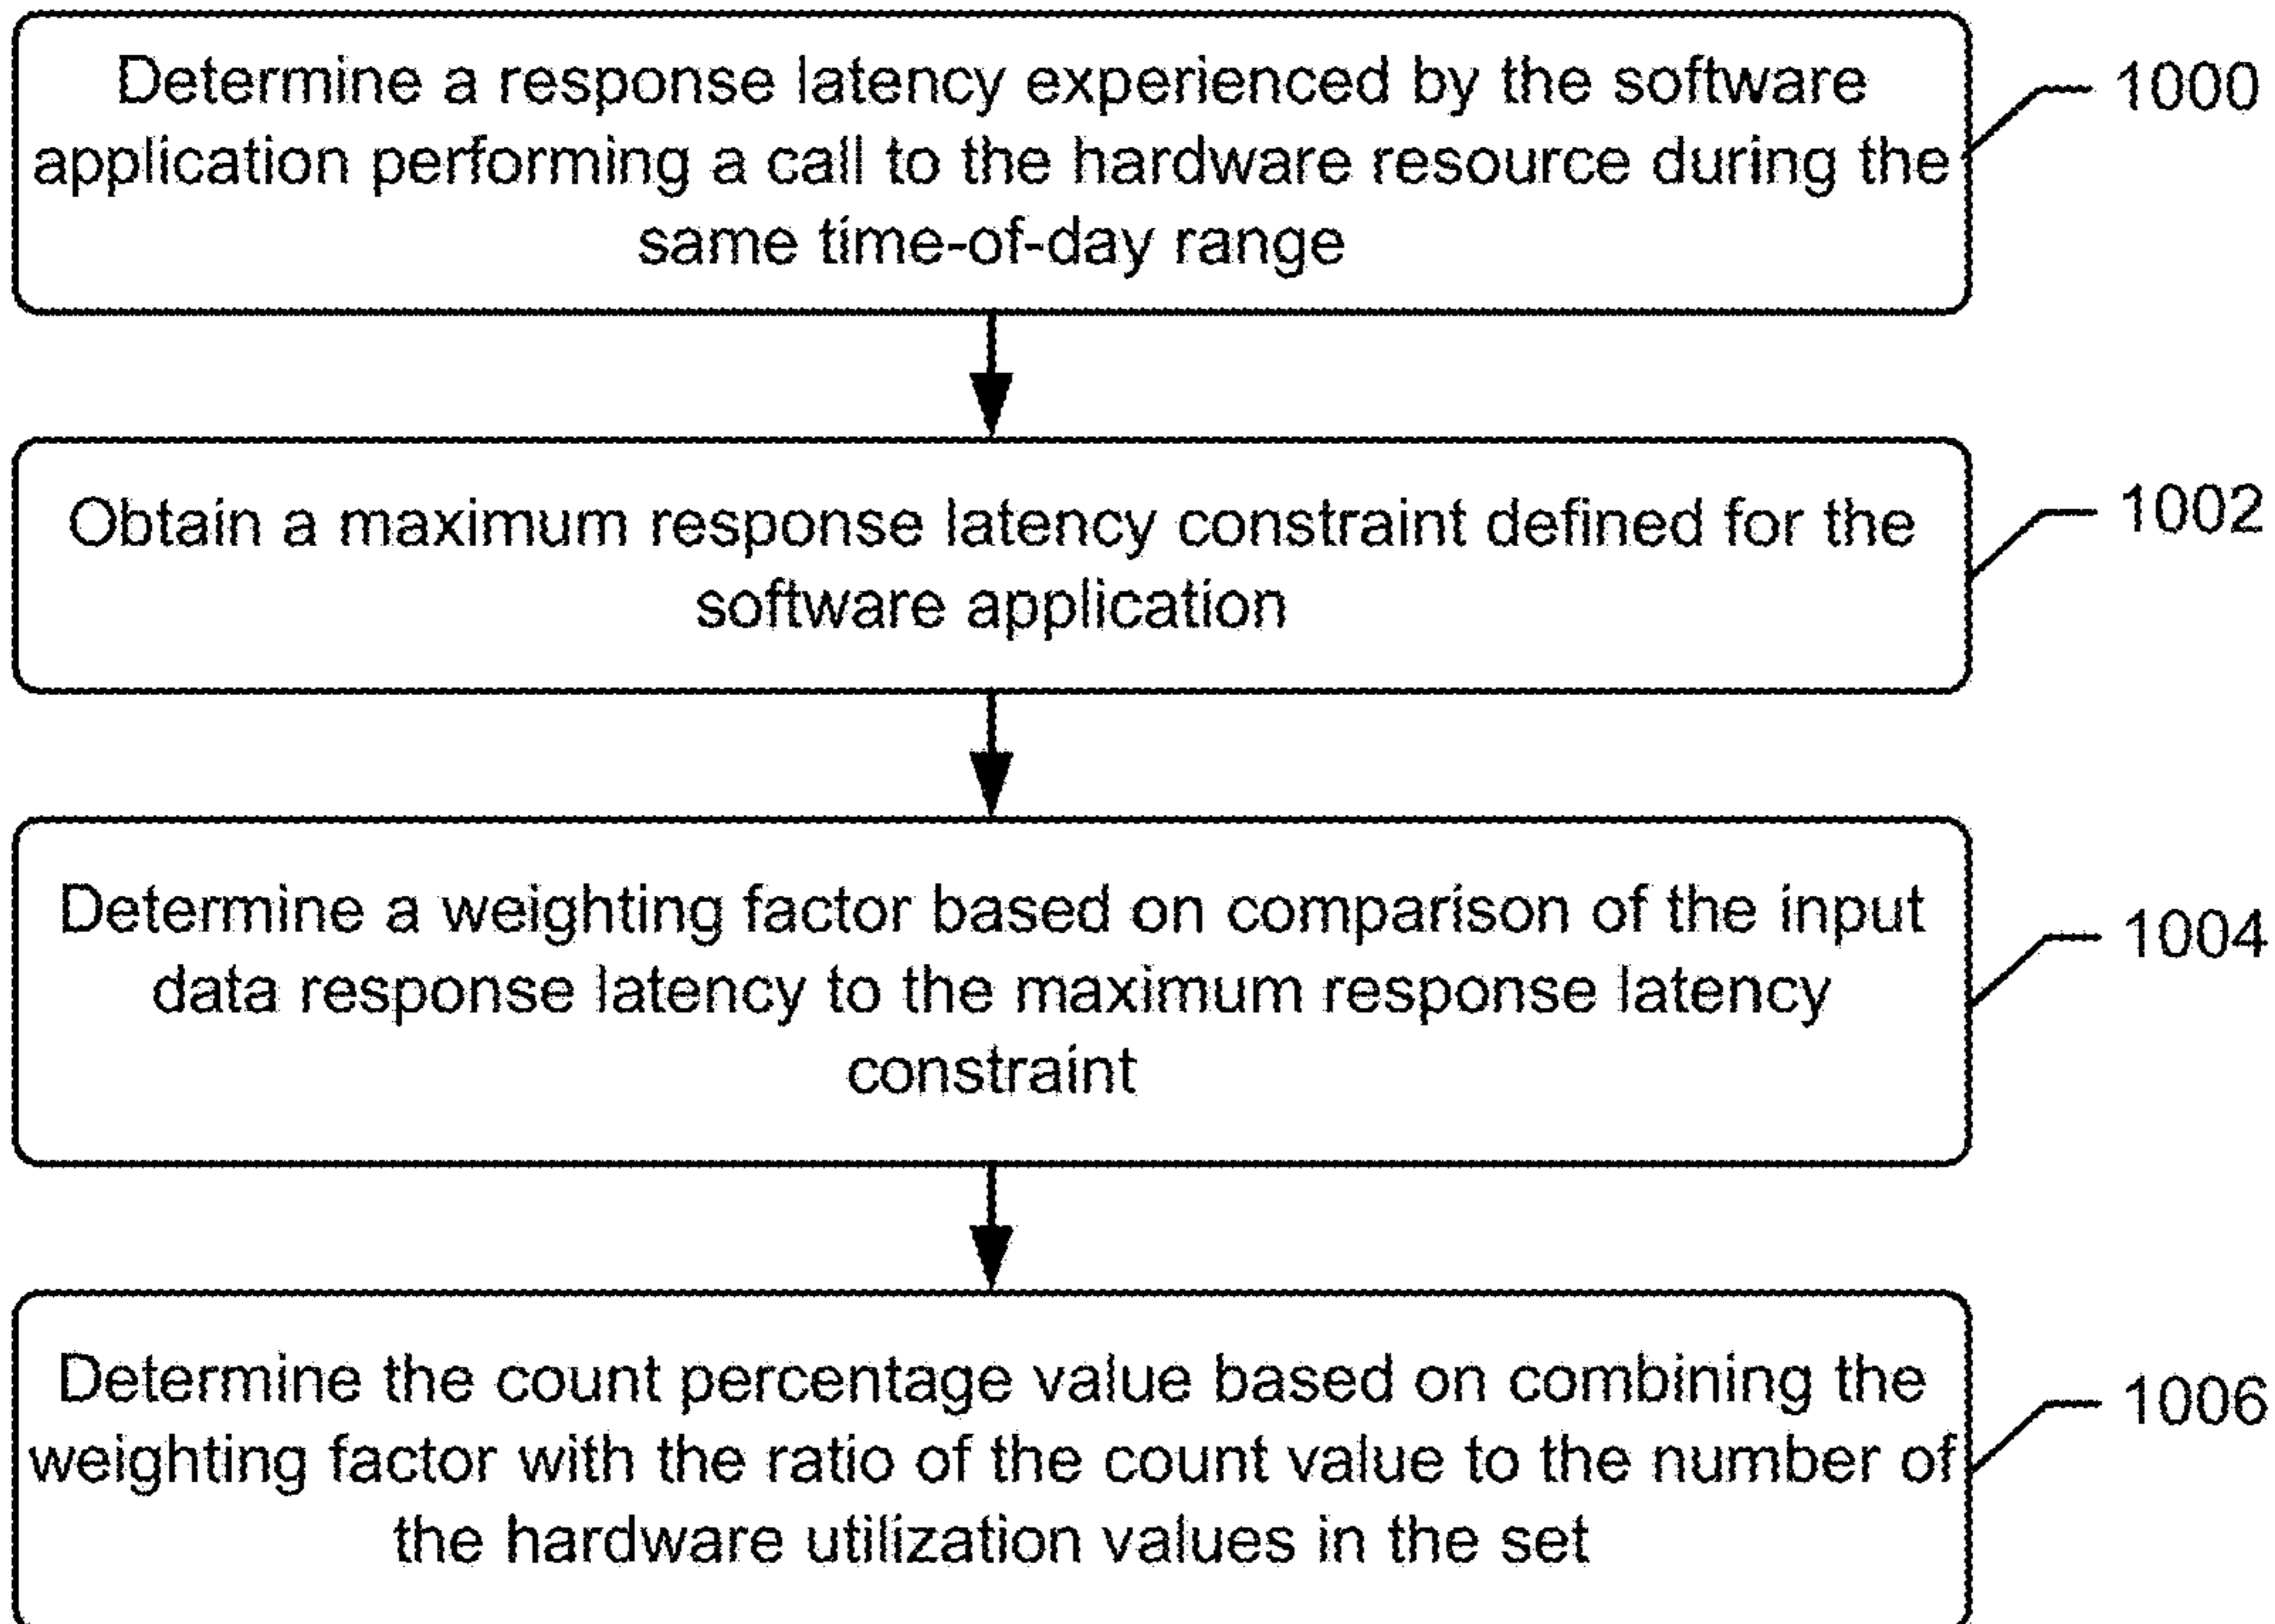 Determine a response latency experienced by the software
application performing a call to the hardware resource during the
same time-of-day range
1000
Obtain a maximum response latency constraint defined for the
software application
1002
Determine a weighting factor based on comparison of the input
data response latency to the maximum response latency
constraint
1004
Determine the count percentage value based on combining the
weighting factor with the ratio of the count value to the number of
the hardware utilization values in the set
1006